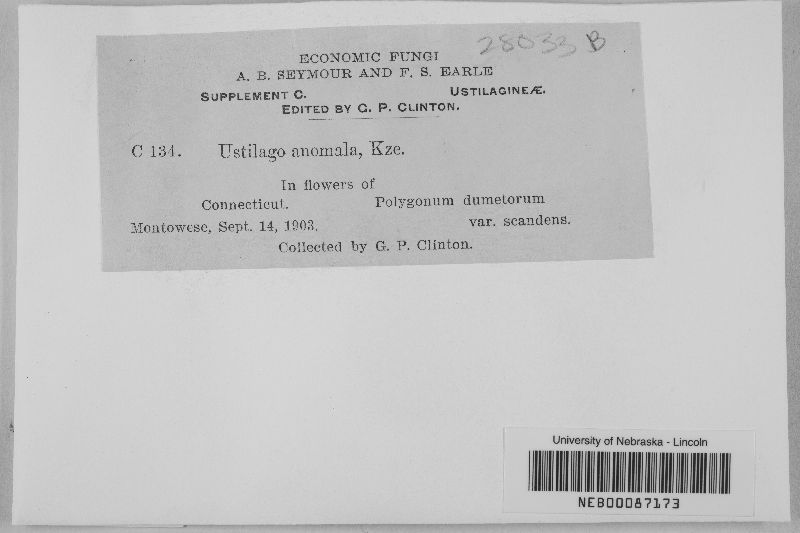 28033 B
ECONOMIC FUNGI
A. B. SEYMOUR AND F. S. EARLE
SUPPLEMENT C. USTILAGINEÆ.
EDITED BY G. P. CLINTON.
C 134. Ustilago anomala, Kze.
In flowers of
Connecticut. Polygonum dumetorum
Montowese, Sept. 14, 1903. var. scandens.
Collected by G. P. Clinton.
University of Nebraska - Lincoln
NEB00087173